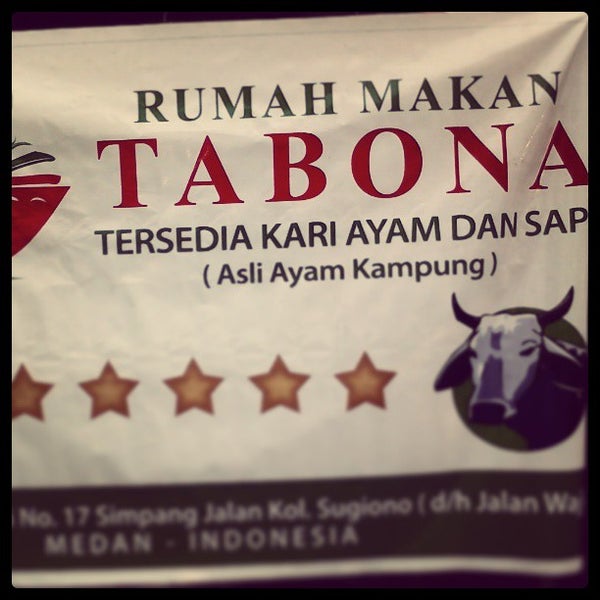 RUMAH MAKAN
TABONA
TERSEDIA KARI AYAM DAN SAP
( Asli Ayam Kampung )
No. 17 Simpang Jalan Kol. Sugiono ( d/h Jalan Wa
MEDAN - INDONESIA